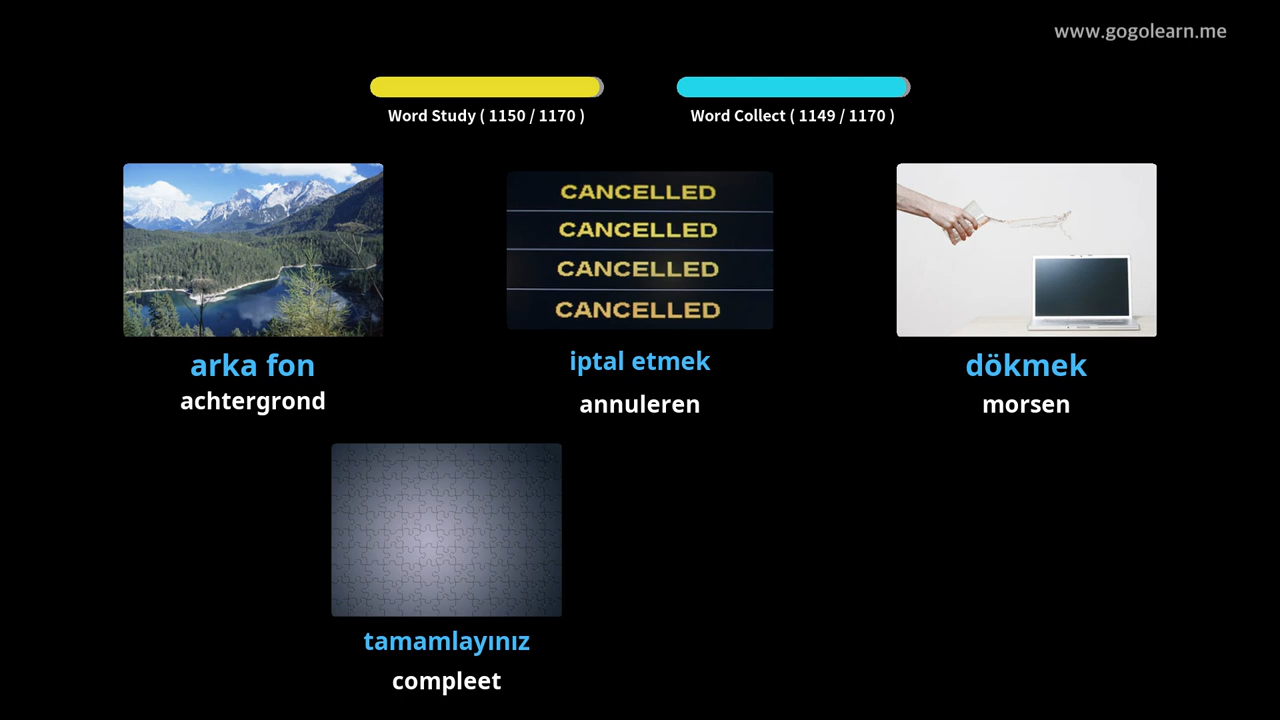 www.gogolearn.me
Word Study ( 1150 / 1170 )
Word Collect ( 1149 / 1170 )
CANCELLED
CANCELLED
CANCELLED
CANCELLED
arka fon
achtergrond
iptal etmek
annuleren
dökmek
morsen
tamamlayınız
compleet